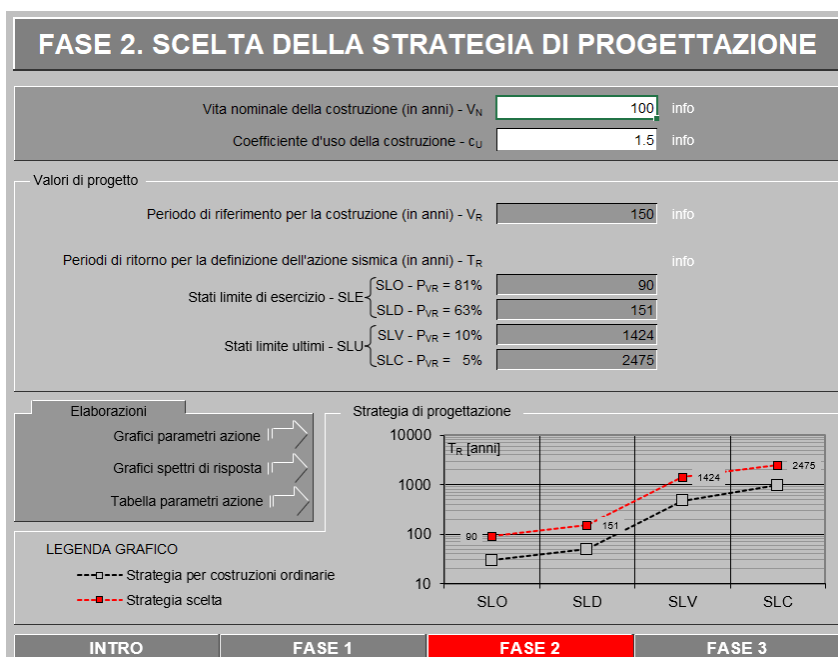 FASE 2. SCELTA DELLA STRATEGIA DI PROGETTAZIONE
Vita nominale della costruzione (in anni) - VN 100 info
Coefficiente d'uso della costruzione - cU 1.5 info
Valori di progetto
Periodo di riferimento per la costruzione (in anni) - VR 150 info
Periodi di ritorno per la definizione dell'azione sismica (in anni) - TR info
Stati limite di esercizio - SLE
SLO - PVR = 81% 90
SLD - PVR = 63% 151
Stati limite ultimi - SLU
SLV - PVR = 10% 1424
SLC - PVR = 5% 2475
Elaborazioni
Grafici parametri azione
Grafici spettri di risposta
Tabella parametri azione
LEGENDA GRAFICO
Strategia per costruzioni ordinarie
Strategia scelta
Strategia di progettazione
TR [anni]
10000
1000
100
10
90
151
1424
2475
SLO SLD SLV SLC
INTRO FASE 1 FASE 2 FASE 3